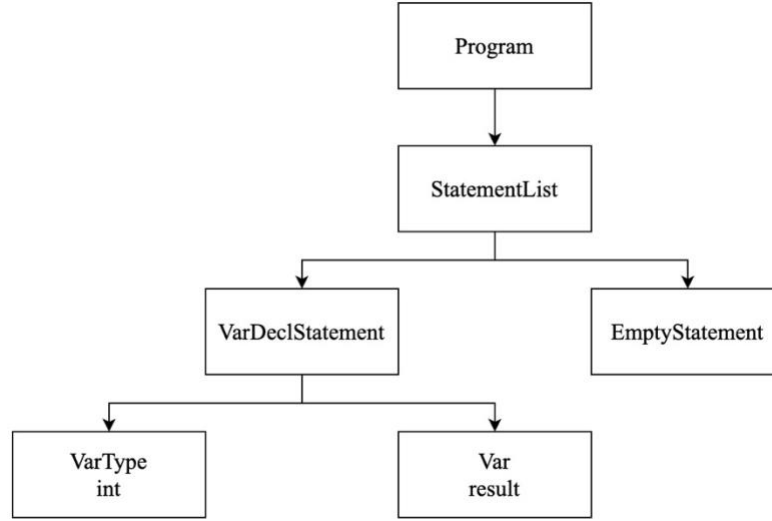 Program
StatementList
VarDeclStatement
EmptyStatement
VarType
int
Var
result